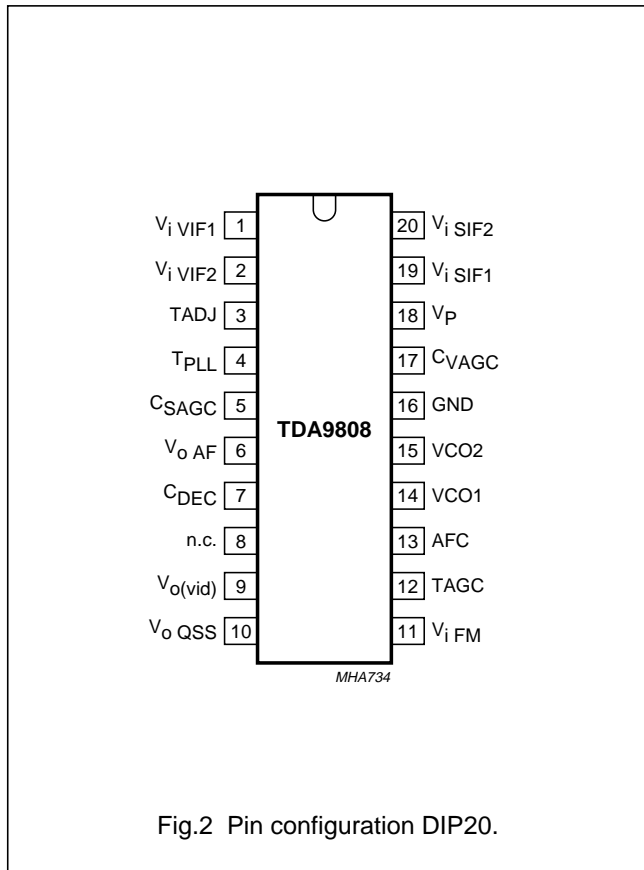 Vi VIF1 1
Vi VIF2 2
TADJ 3
TPLL 4
CSAGC 5
Vo AF 6
CDEC 7
n.c. 8
Vo(vid) 9
Vo QSS 10
TDA9808
20 Vi SIF2
19 Vi SIF1
18 VP
17 CVAGC
16 GND
15 VCO2
14 VCO1
13 AFC
12 TAGC
11 Vi FM
MHA734
Fig.2 Pin configuration DIP20.